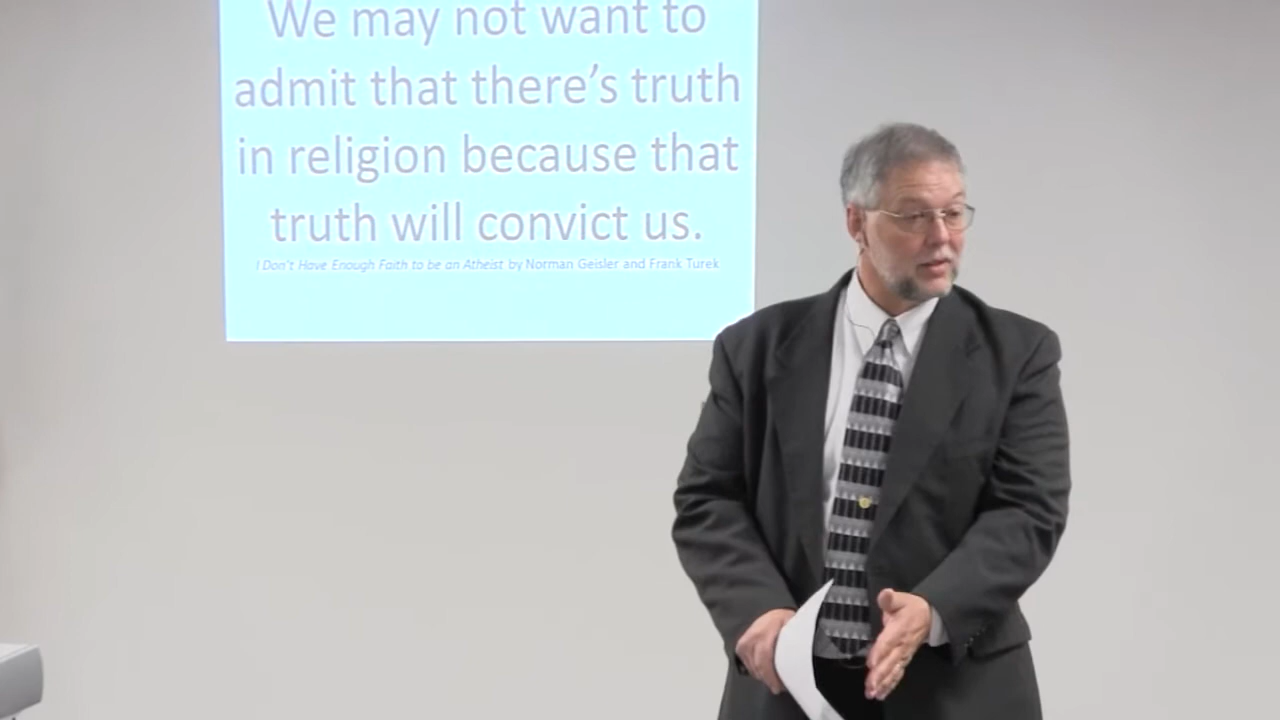 We may not want to
admit that there's truth
in religion because that
truth will convict us.
I Don't Have Enough Faith to be an Atheist by Norman Geisler and Frank Turek